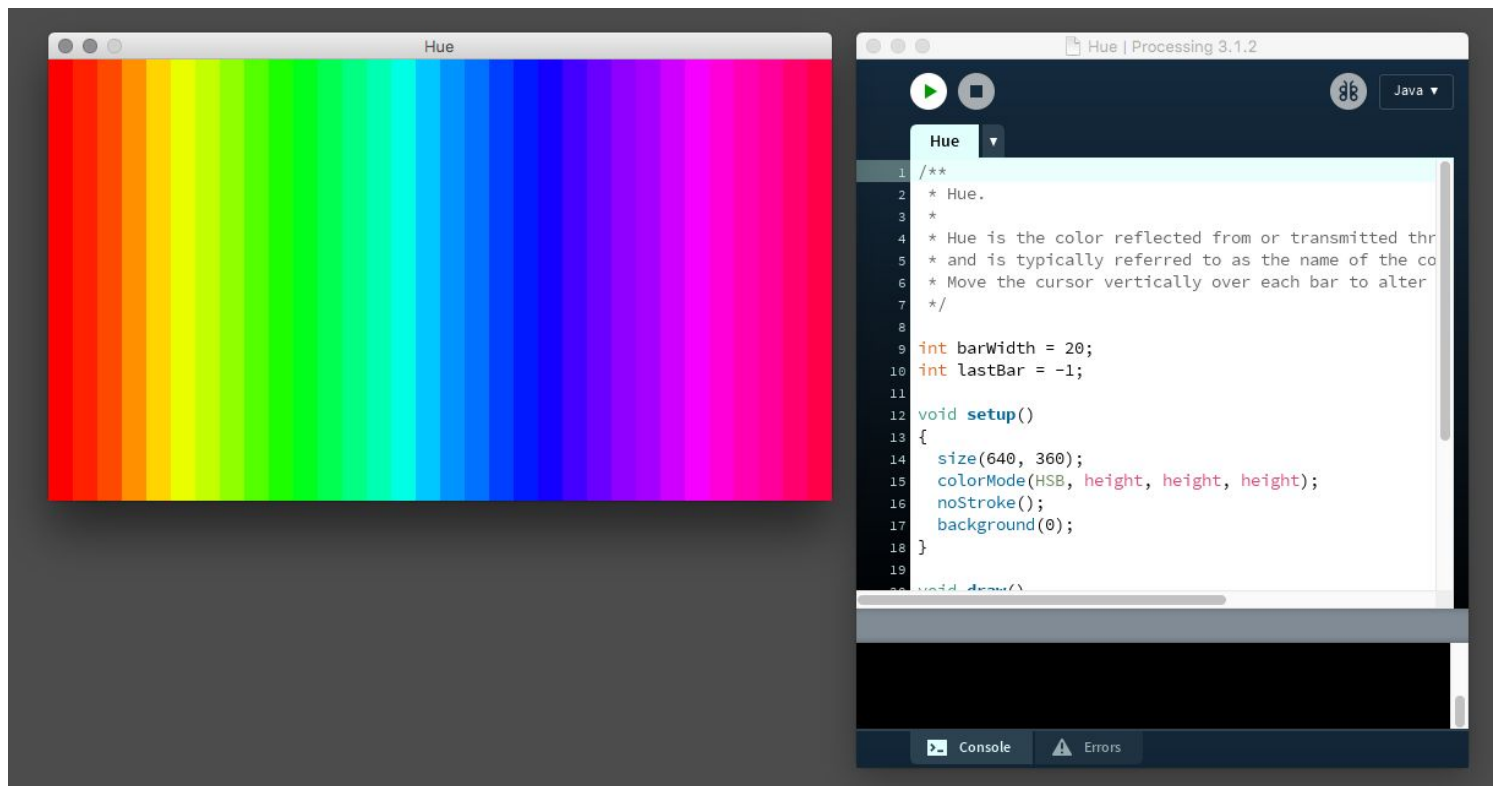 Hue
Hue | Processing 3.1.2
Java ▼
Hue ▼
1 /**
2  * Hue.
3  *
4  * Hue is the color reflected from or transmitted thr
5  * and is typically referred to as the name of the co
6  * Move the cursor vertically over each bar to alter
7  */
8
9 int barWidth = 20;
10 int lastBar = -1;
11
12 void setup()
13 {
14   size(640, 360);
15   colorMode(HSB, height, height, height);
16   noStroke();
17   background(0);
18 }
19
20 void draw()
>_ Console
Errors